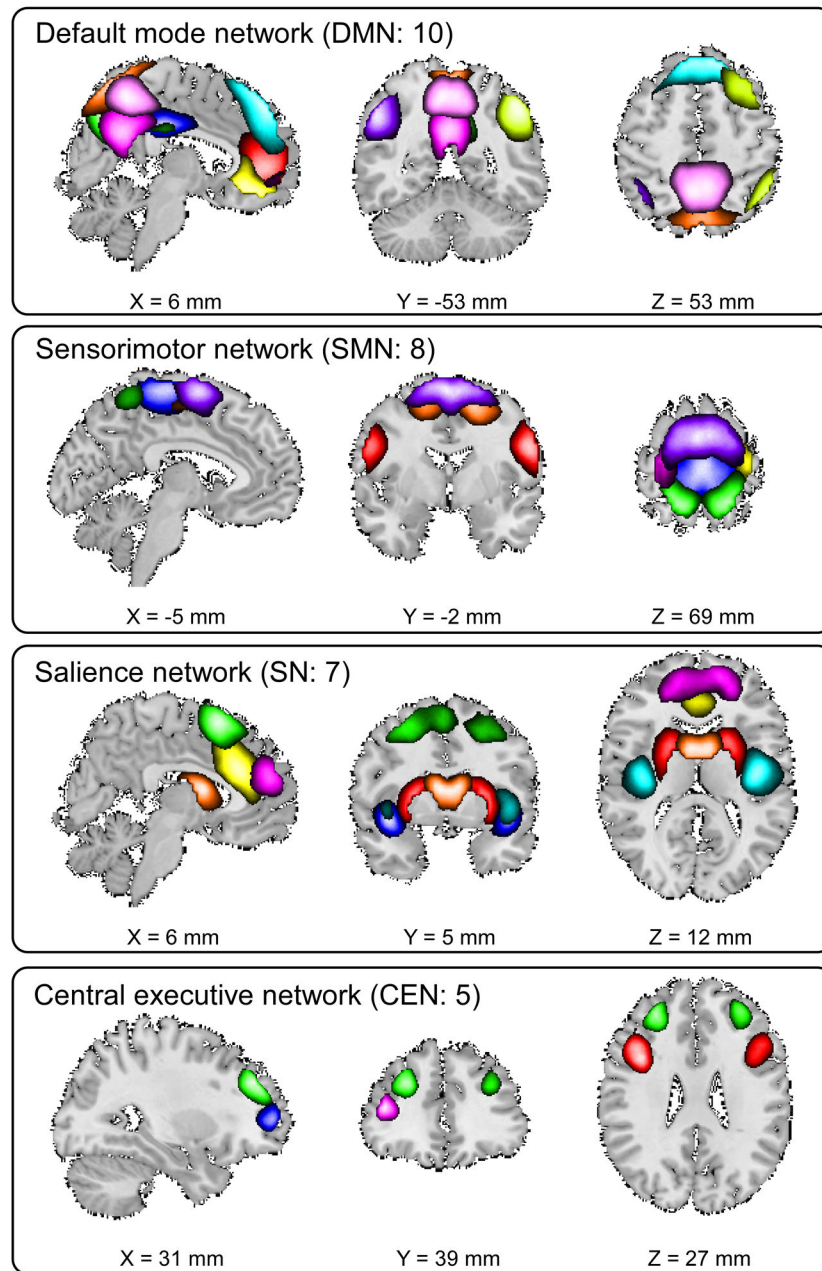 Default mode network (DMN: 10)
X = 6 mm
Y = -53 mm
Z = 53 mm
Sensorimotor network (SMN: 8)
X = -5 mm
Y = -2 mm
Z = 69 mm
Salience network (SN: 7)
X = 6 mm
Y = 5 mm
Z = 12 mm
Central executive network (CEN: 5)
X = 31 mm
Y = 39 mm
Z = 27 mm